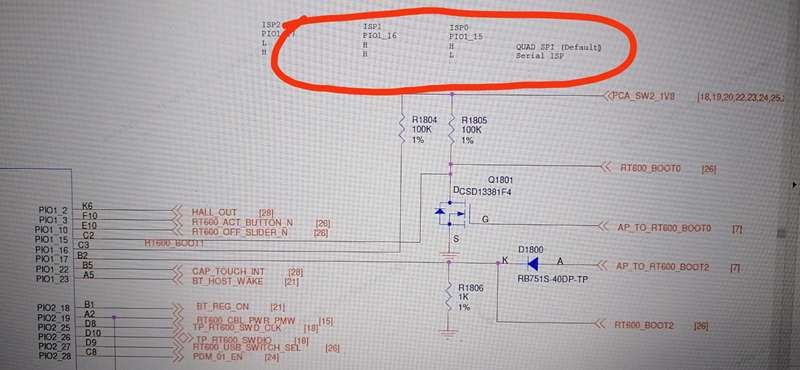 ISP2 ISP1 ISP0
PIO1_16 PIO1_15
L H H QUAD SPI (Default)
H H L Serial ISP
PCA_SW2_1V8 [18,19,20,22,23,24,25,
R1804 R1805
100K 100K
1% 1%
RT600_BOOT0 [26]
Q1801
D CSD13381F4
G
S
AP_TO_RT600_BOOT0 [7]
PIO1_2 K6 HALL_OUT [28]
PIO1_3 F10 RT600_ACT_BUTTON_N [26]
PIO1_10 E10 RT600_OFF_SLIDER_N [26]
PIO1_15 C2
PIO1_16 C3 RT600_BOOT1
PIO1_17 B2
PIO1_22 B5 CAP_TOUCH_INT [28]
PIO1_23 A5 BT_HOST_WAKE [21]
D1800
K A AP_TO_RT600_BOOT2 [7]
RB751S-40DP-TP
R1806
1K
1%
RT600_BOOT2 [26]
PIO2_18 B1 BT_REG_ON [21]
PIO2_19 A2 RT600_CBL_PWR_PMW [15]
PIO2_25 D8 TP_RT600_SWD_CLK [18]
PIO2_26 D10 TP_RT600_SWDIO [18]
PIO2_27 D9 RT600_USB_SWITCH_SEL [26]
PIO2_28 C8 PDM_01_EN [24]